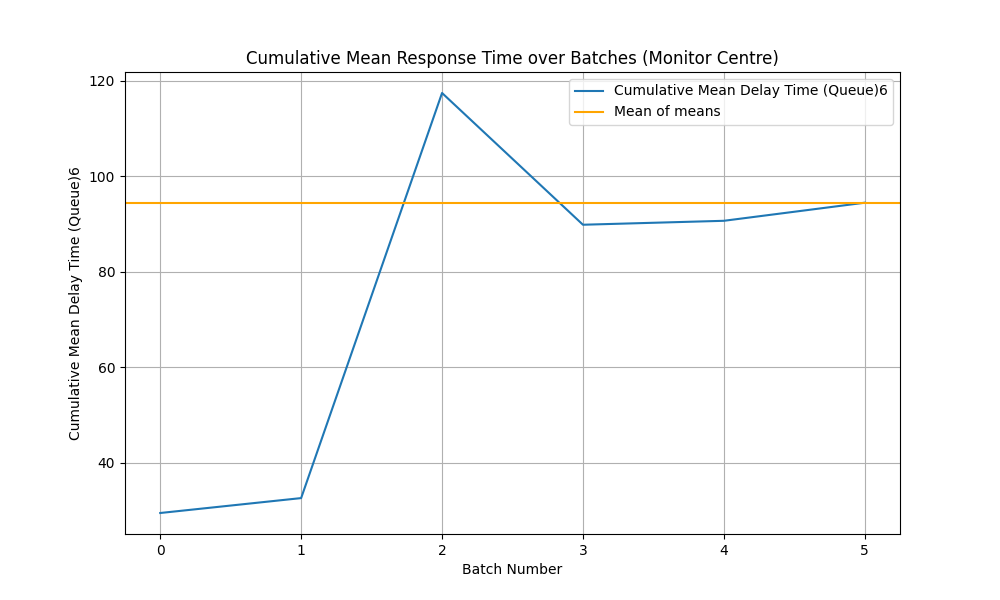 Cumulative Mean Response Time over Batches (Monitor Centre)
Cumulative Mean Delay Time (Queue)6
Mean of means
120
100
80
60
40
Cumulative Mean Delay Time (Queue)6
0 1 2 3 4 5
Batch Number